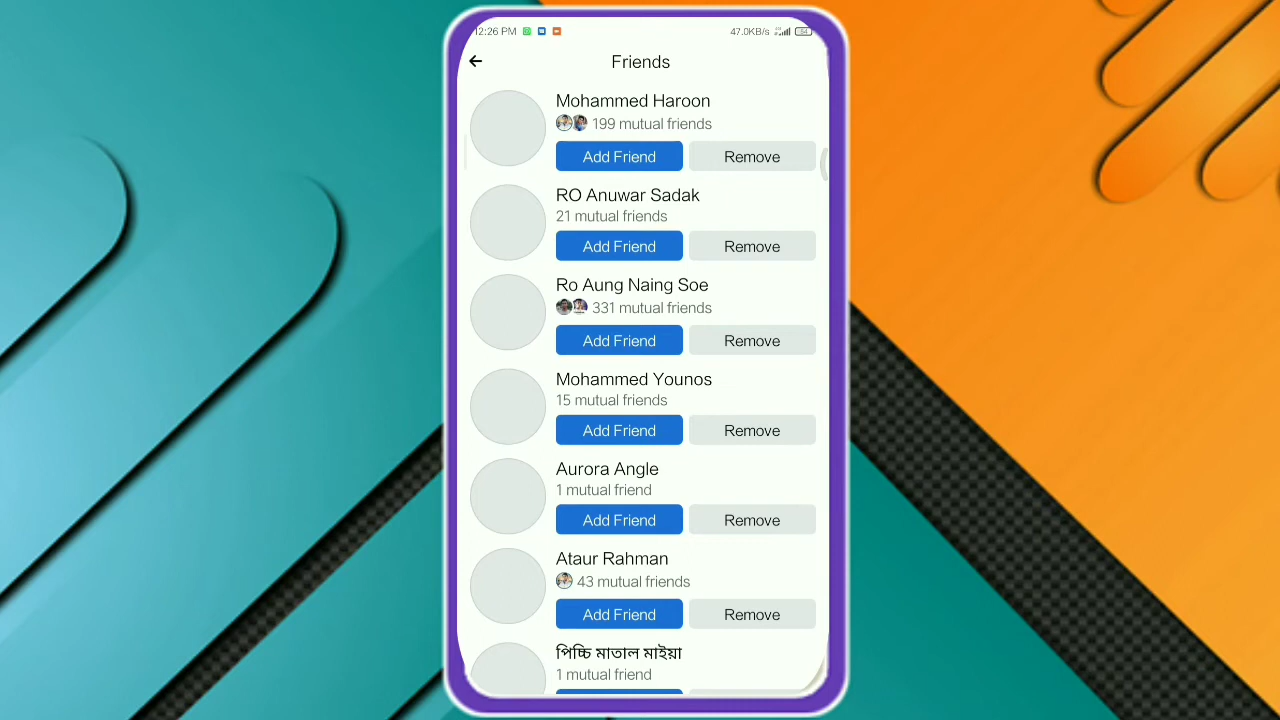 12:26 PM 47.0KB/s 54
Friends
Mohammed Haroon
199 mutual friends
Add Friend Remove
RO Anuwar Sadak
21 mutual friends
Add Friend Remove
Ro Aung Naing Soe
331 mutual friends
Add Friend Remove
Mohammed Younos
15 mutual friends
Add Friend Remove
Aurora Angle
1 mutual friend
Add Friend Remove
Ataur Rahman
43 mutual friends
Add Friend Remove
পিচ্চি মাতাল মাইয়া
1 mutual friend